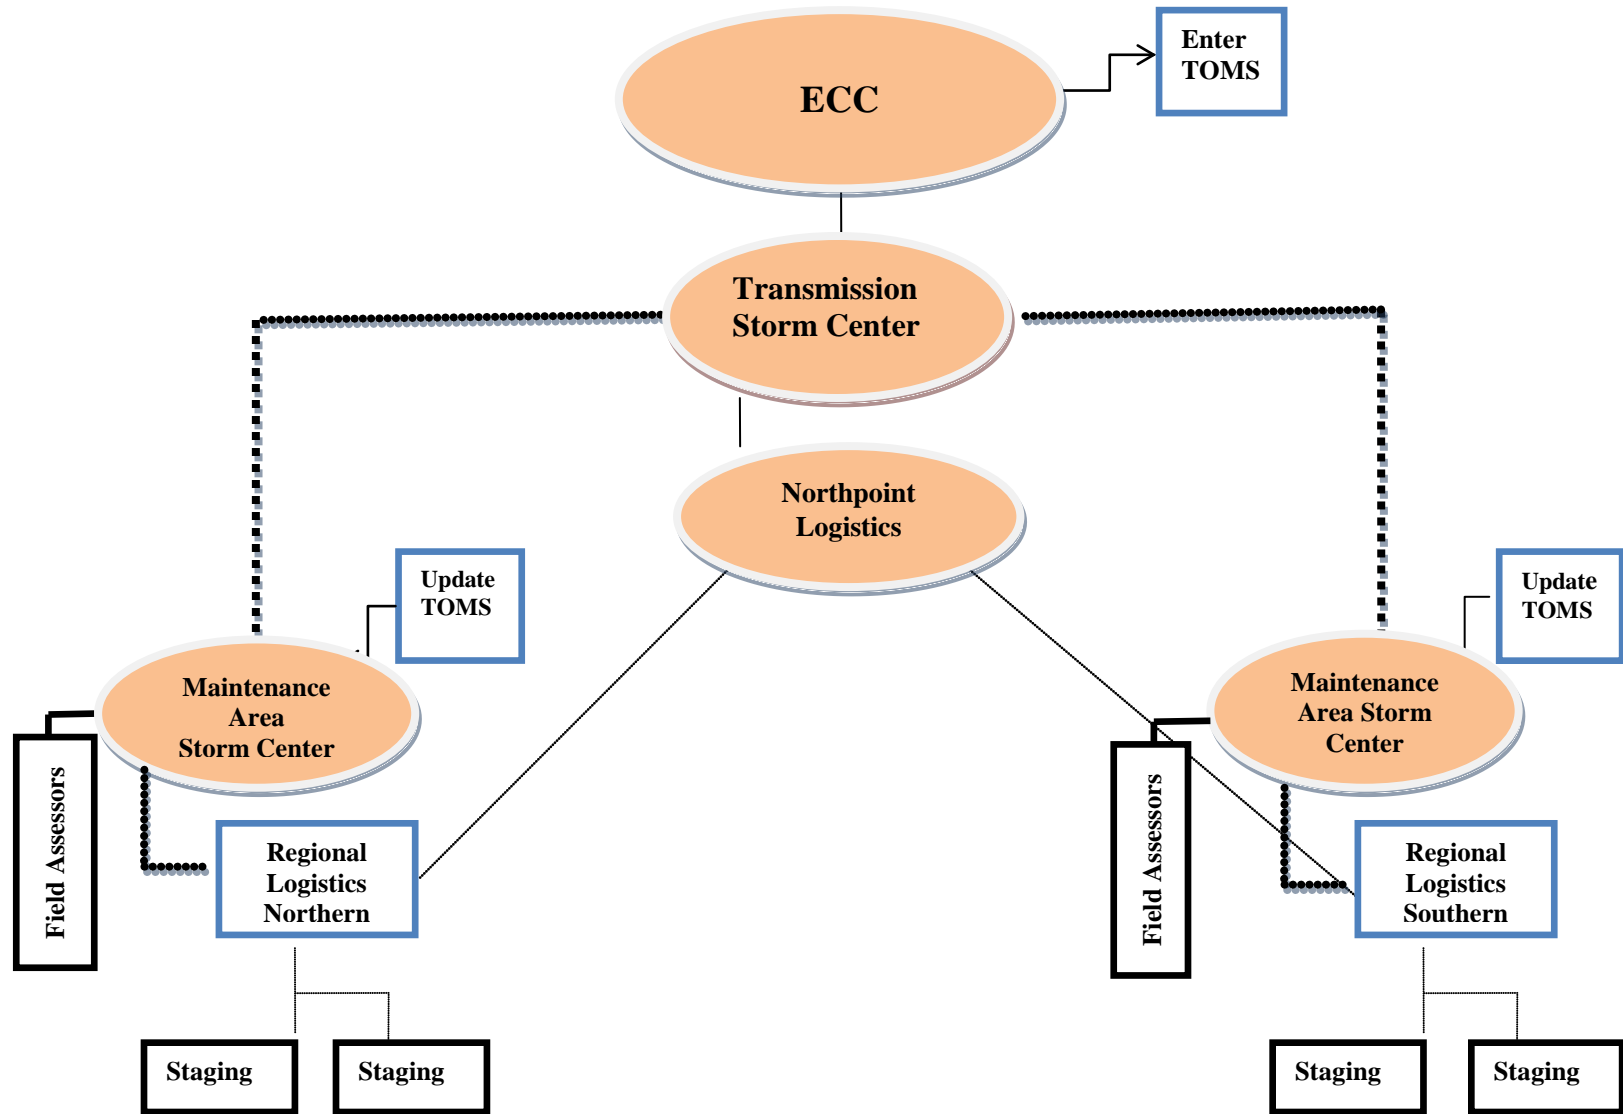 Enter
TOMS
ECC
Transmission
Storm Center
Northpoint
Logistics
Update
TOMS
Update
TOMS
Maintenance
Area
Storm Center
Maintenance
Area Storm
Center
Field Assessors
Regional
Logistics
Northern
Field Assessors
Regional
Logistics
Southern
Staging
Staging
Staging
Staging